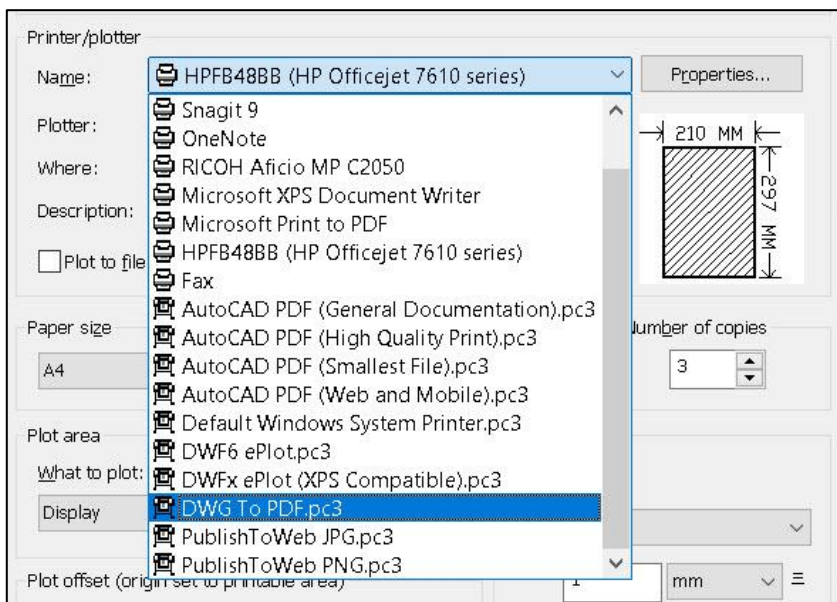 Printer/plotter
Name:
HPFB48BB (HP Officejet 7610 series)
Properties...
Snagit 9
OneNote
RICOH Aficio MP C2050
Microsoft XPS Document Writer
Microsoft Print to PDF
HPFB48BB (HP Officejet 7610 series)
Fax
AutoCAD PDF (General Documentation).pc3
AutoCAD PDF (High Quality Print).pc3
AutoCAD PDF (Smallest File).pc3
AutoCAD PDF (Web and Mobile).pc3
Default Windows System Printer.pc3
DWF6 ePlot.pc3
DWFx ePlot (XPS Compatible).pc3
DWG To PDF.pc3
PublishToWeb JPG.pc3
PublishToWeb PNG.pc3
Plotter:
Where:
Description:
Plot to file
210 MM
297 MM
Paper size
A4
Number of copies
3
Plot area
What to plot:
Display
Plot offset (origin set to printable area)
1
mm